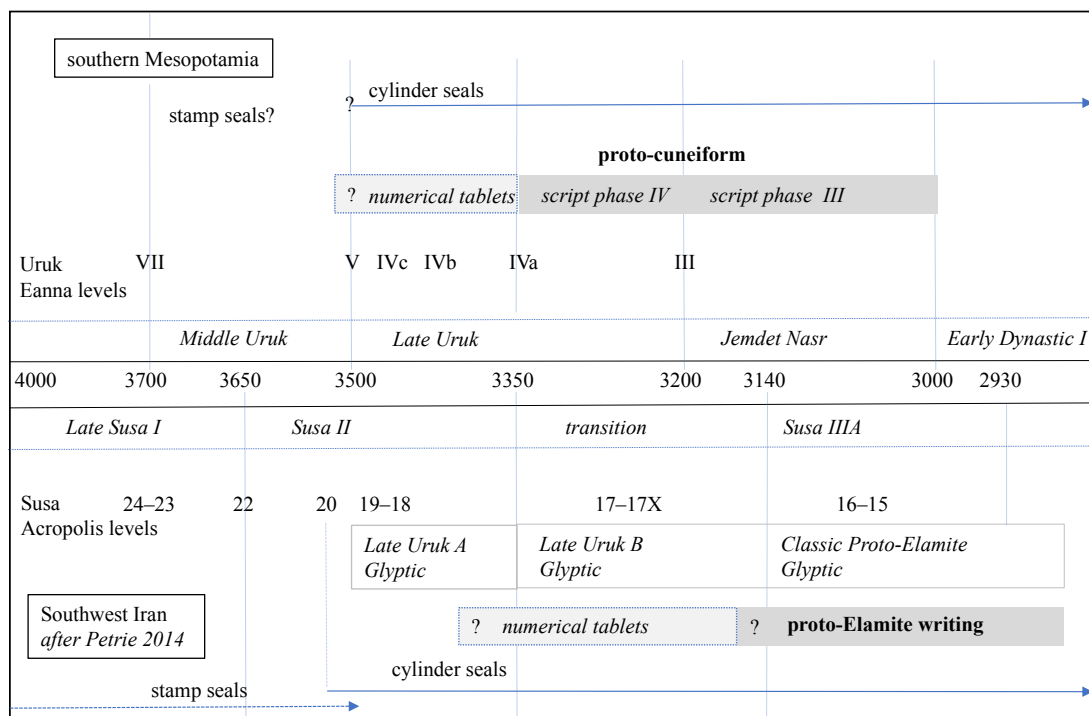 southern Mesopotamia
? cylinder seals
stamp seals?
proto-cuneiform
? numerical tablets script phase IV script phase III
Uruk VII V IVc IVb IVa III
Eanna levels
Middle Uruk Late Uruk Jemdet Nasr Early Dynastic I
4000 3700 3650 3500 3350 3200 3140 3000 2930
Late Susa I Susa II transition Susa IIIA
Susa 24–23 22 20 19–18 17–17X 16–15
Acropolis levels
Late Uruk A Late Uruk B Classic Proto-Elamite
Glyptic Glyptic Glyptic
Southwest Iran ? numerical tablets ? proto-Elamite writing
after Petrie 2014
cylinder seals
stamp seals